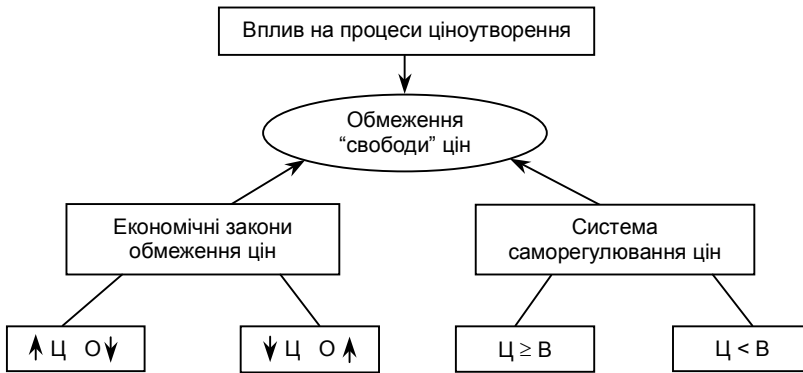 Вплив на процеси ціноутворення
Обмеження
“свободи” цін
Економічні закони
обмеження цін
Система
саморегулювання цін
↑ Ц О ↓
↓ Ц О ↑
Ц ≥ В
Ц < В